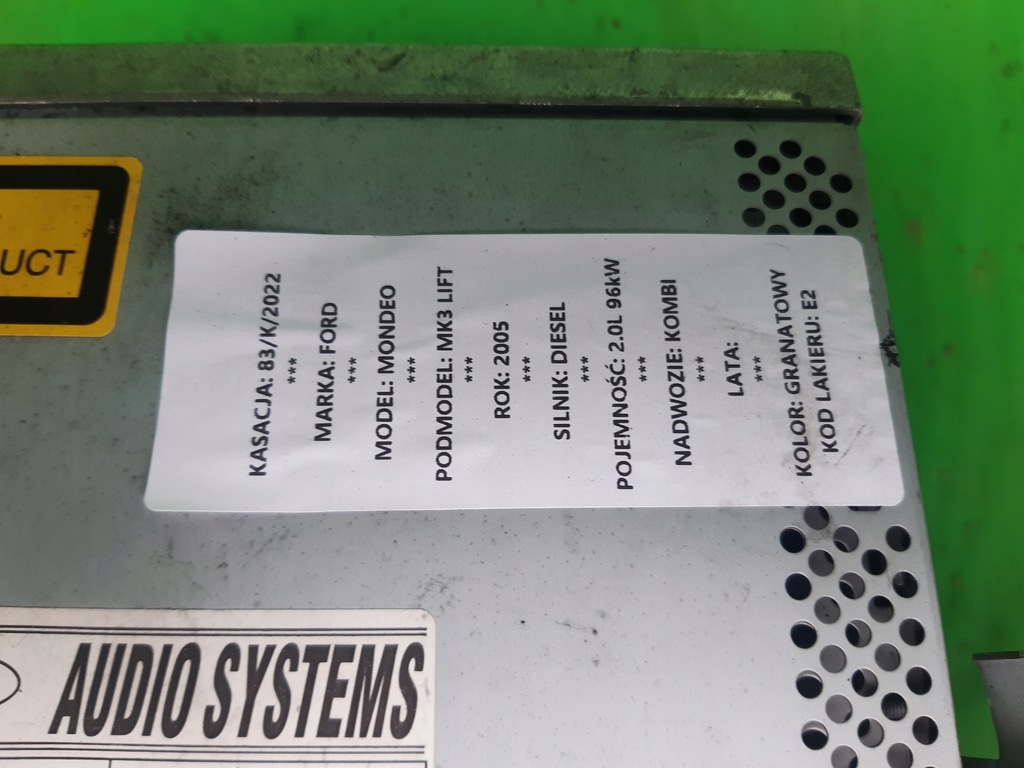 UCT
KASACJA: 83/K/2022
***
MARKA: FORD
***
MODEL: MONDEO
***
PODMODEL: MK3 LIFT
***
ROK: 2005
***
SILNIK: DIESEL
***
POJEMNOŚĆ: 2.0L 96kW
***
NADWOZIE: KOMBI
***
LATA:
***
KOLOR: GRANATOWY
KOD LAKIERU: E2
AUDIO SYSTEMS